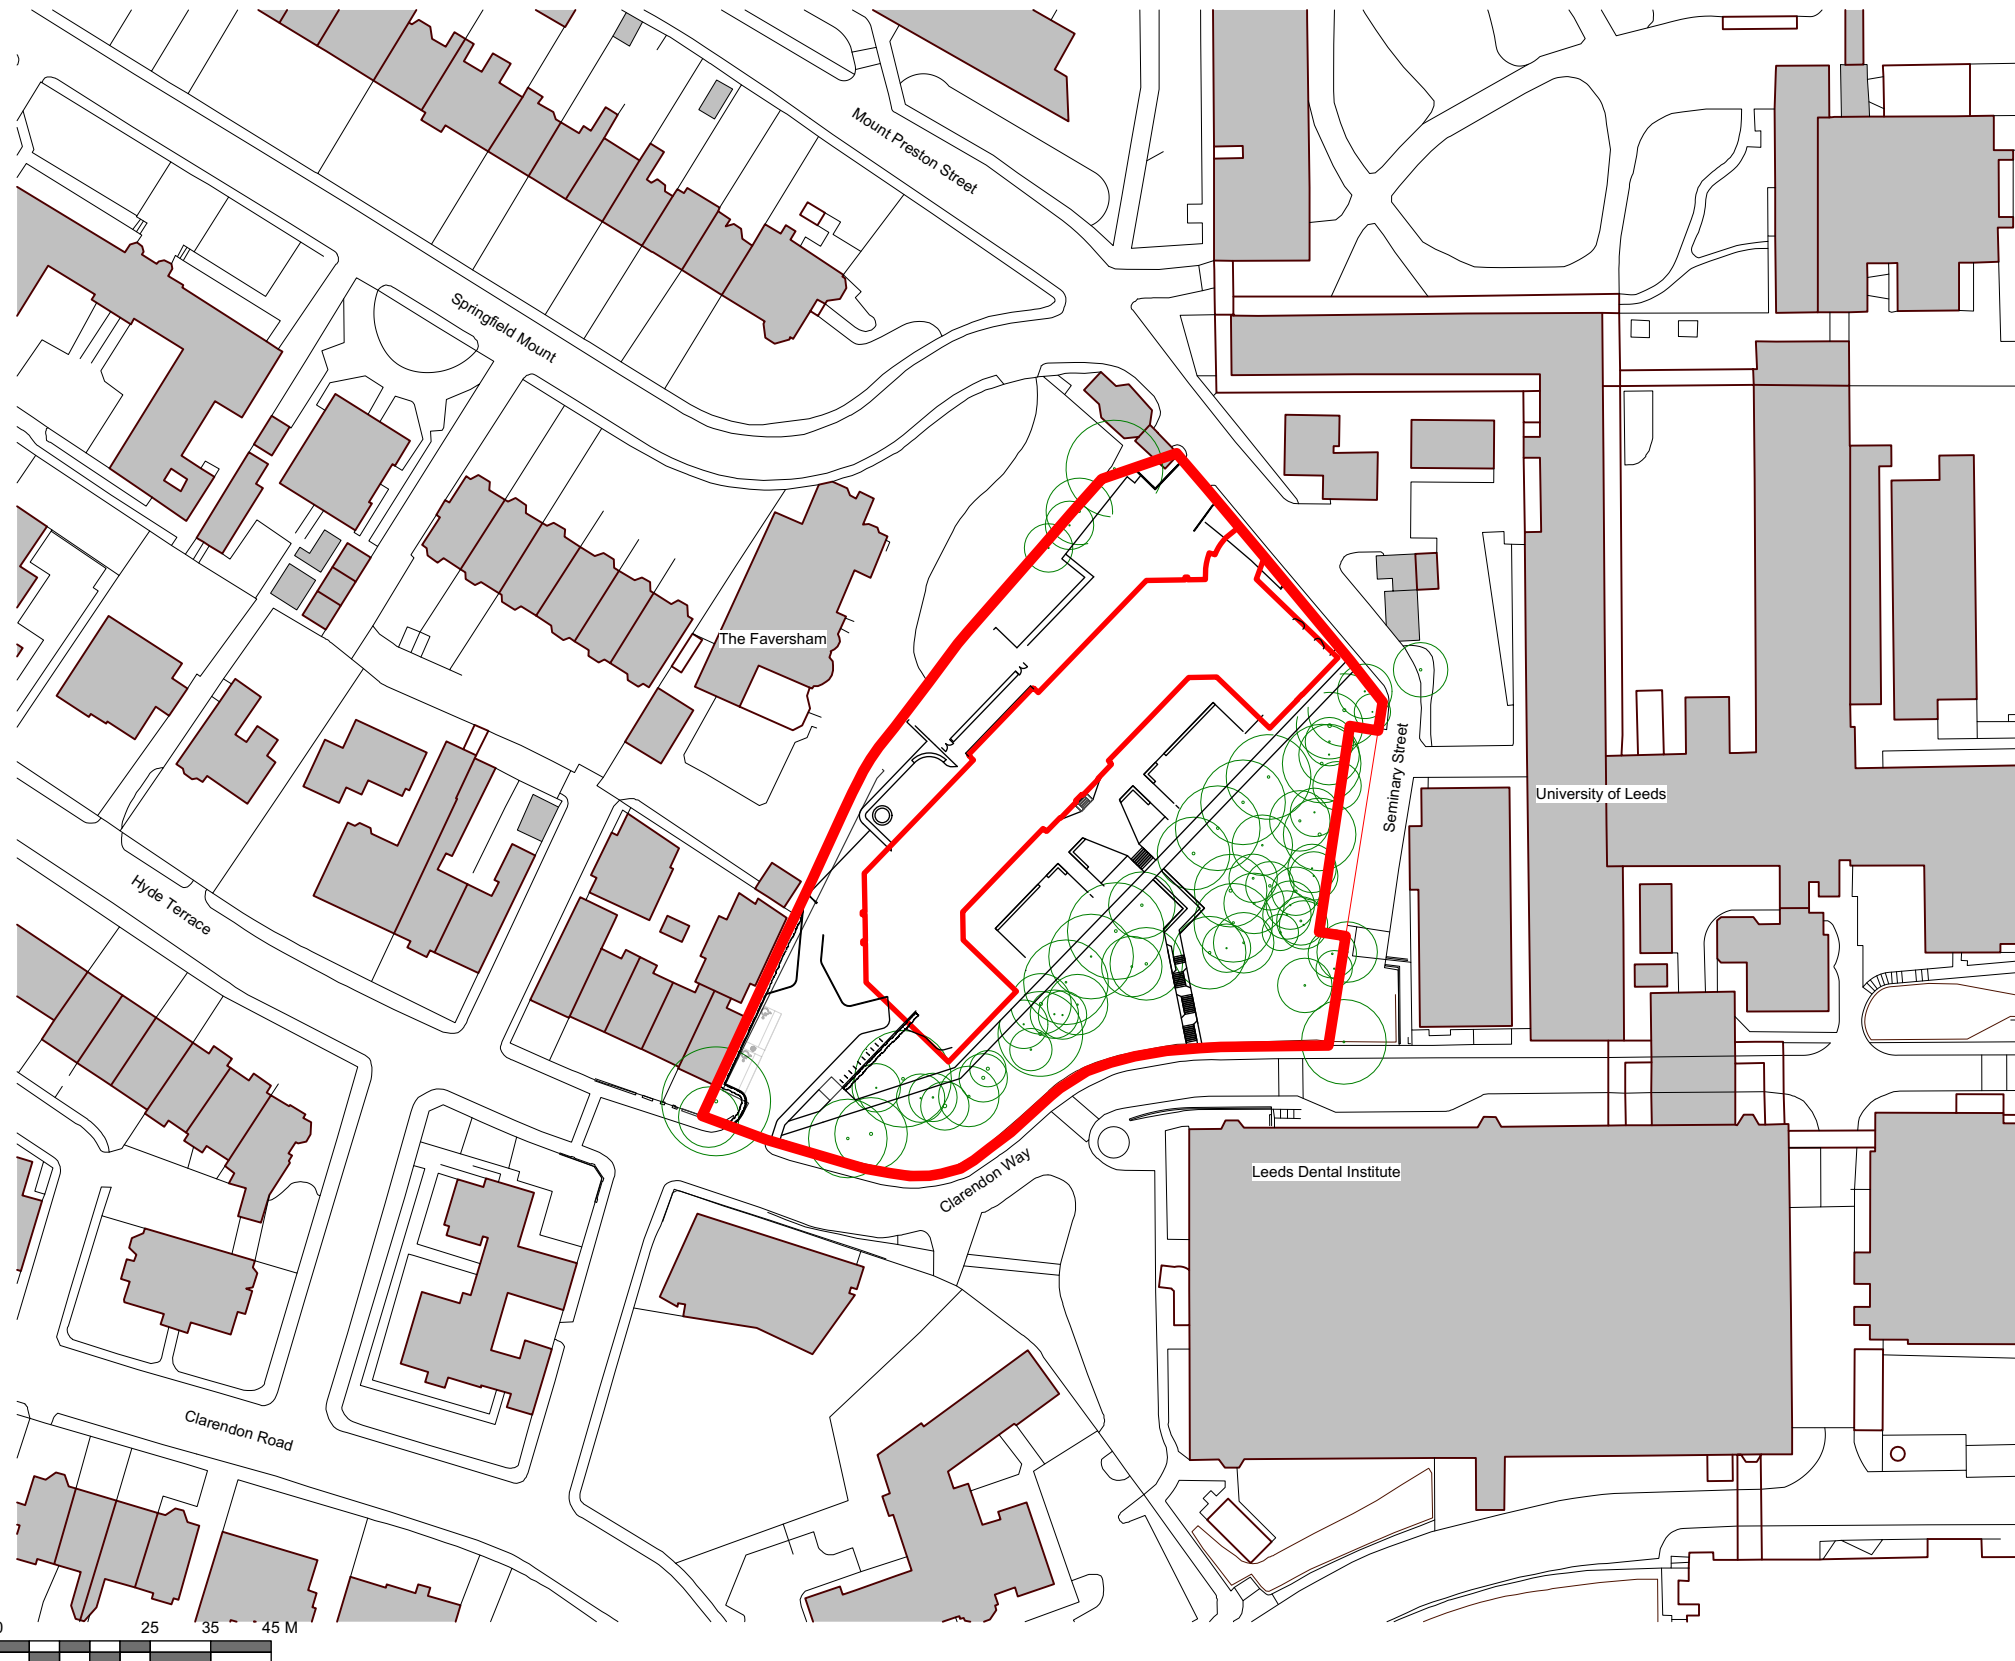 Mount Preston Street
Springfield Mount
The Faversham
Seminary Street
University of Leeds
Hyde Terrace
Leeds Dental Institute
Clarendon Way
Clarendon Road
0 25 35 45 M